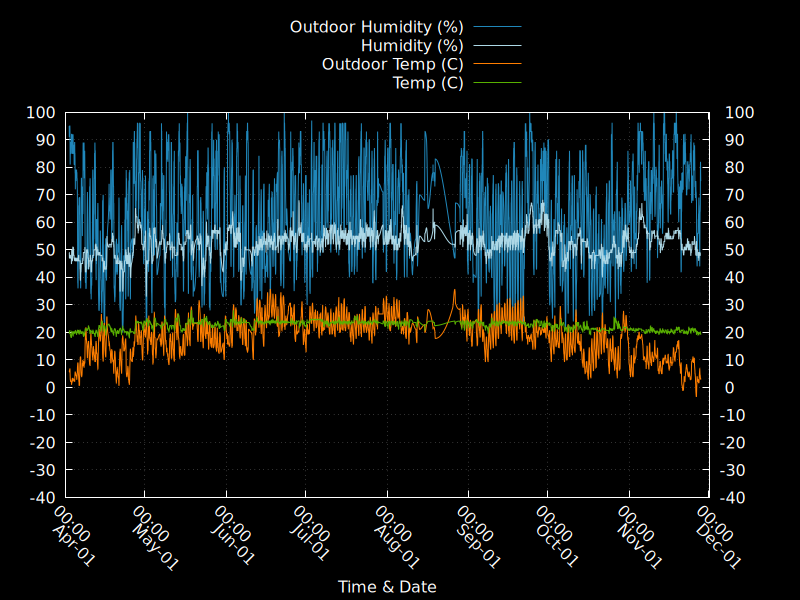 Outdoor Humidity (%)
Humidity (%)
Outdoor Temp (C)
Temp (C)
100 100
90 90
80 80
70 70
60 60
50 50
40 40
30 30
20 20
10 10
0 0
-10 -10
-20 -20
-30 -30
-40 -40
00:00 00:00 00:00 00:00 00:00 00:00 00:00 00:00 00:00
Apr-01 May-01 Jun-01 Jul-01 Aug-01 Sep-01 Oct-01 Nov-01 Dec-01
Time & Date